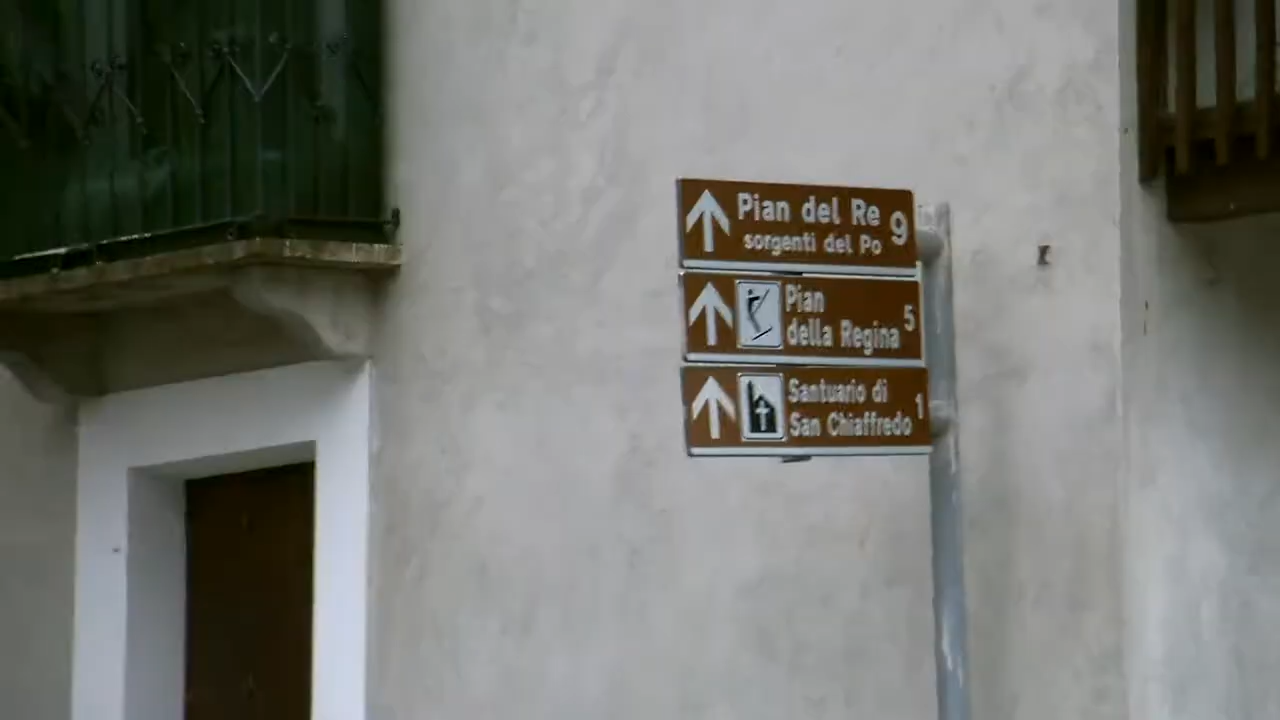 Pian del Re 9
sorgenti del Po
Pian
della Regina 5
Santuario di
San Chiaffredo 1